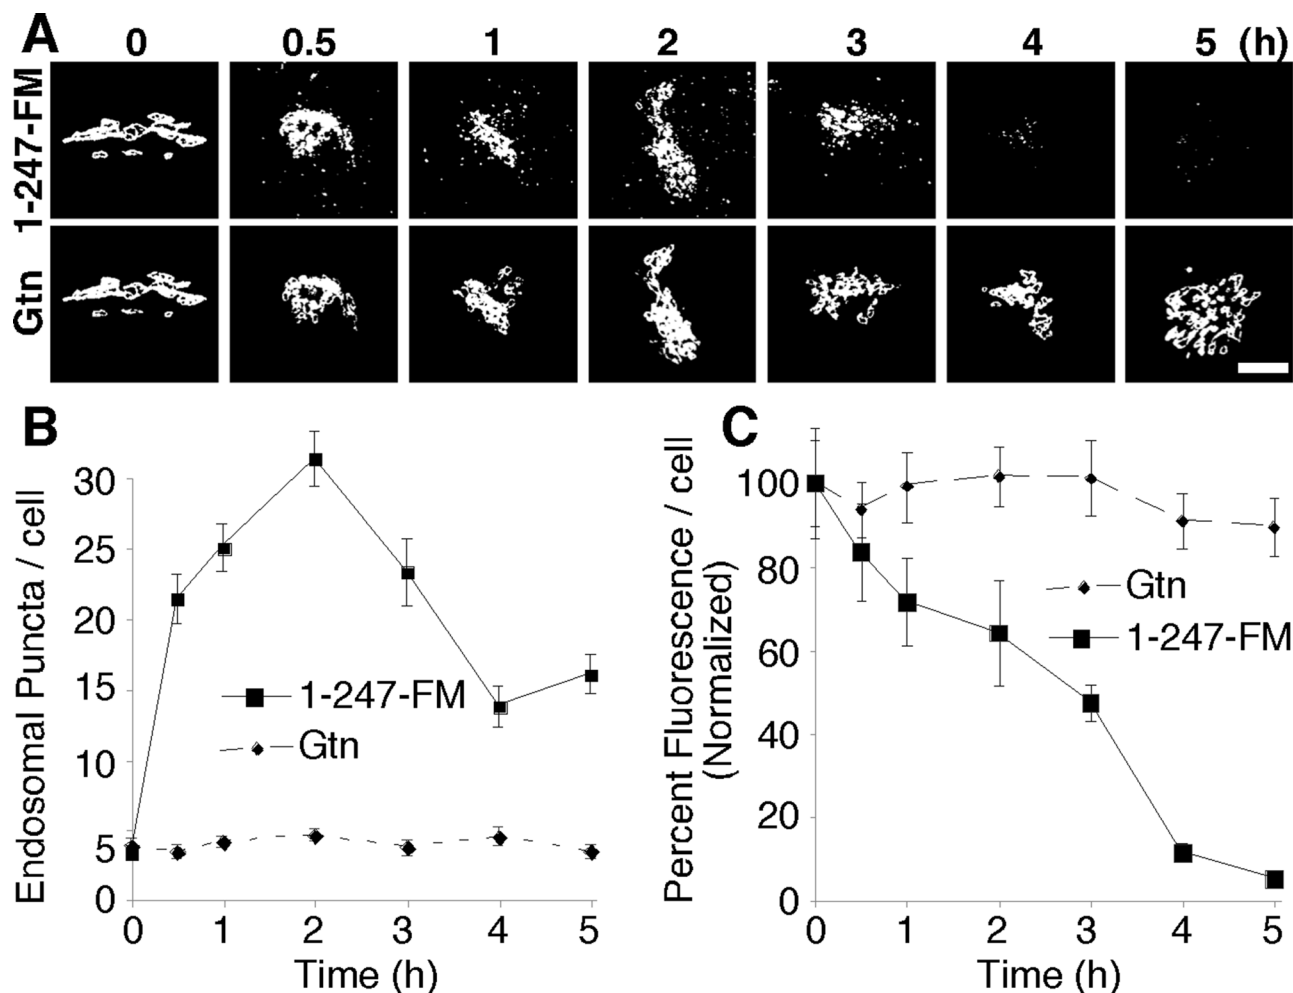 A
0 0.5 1 2 3 4 5 (h)
1-247-FM
Gtn
B
Endosomal Puncta / cell
30
25
20
15
10
5
0
1-247-FM
Gtn
0 1 2 3 4 5
Time (h)
C
Percent Fluorescence / cell
(Normalized)
100
80
60
40
20
0
Gtn
1-247-FM
0 1 2 3 4 5
Time (h)